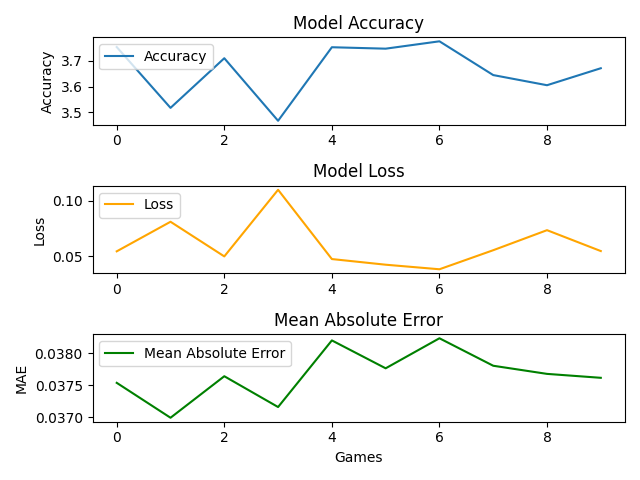 Model Accuracy
Accuracy
Accuracy
3.7
3.6
3.5
0 2 4 6 8
Model Loss
Loss
Loss
0.10
0.05
0 2 4 6 8
Mean Absolute Error
Mean Absolute Error
MAE
0.0380
0.0375
0.0370
0 2 4 6 8
Games